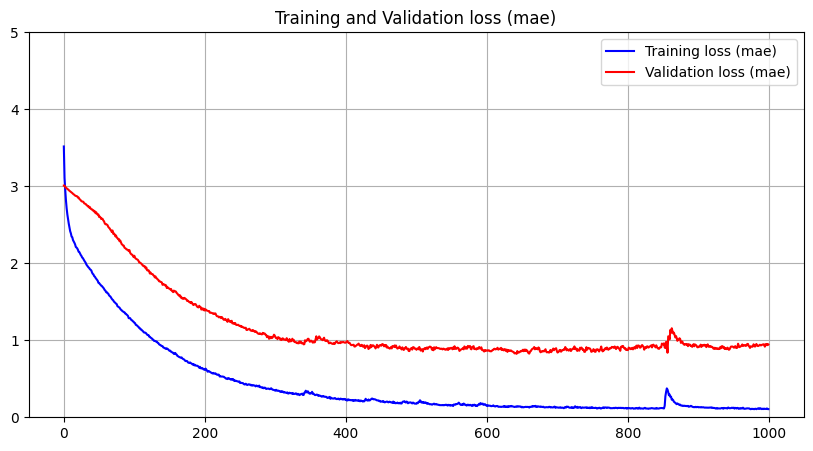 Training and Validation loss (mae)
5
4
3
2
1
0
Training loss (mae)
Validation loss (mae)
0 200 400 600 800 1000